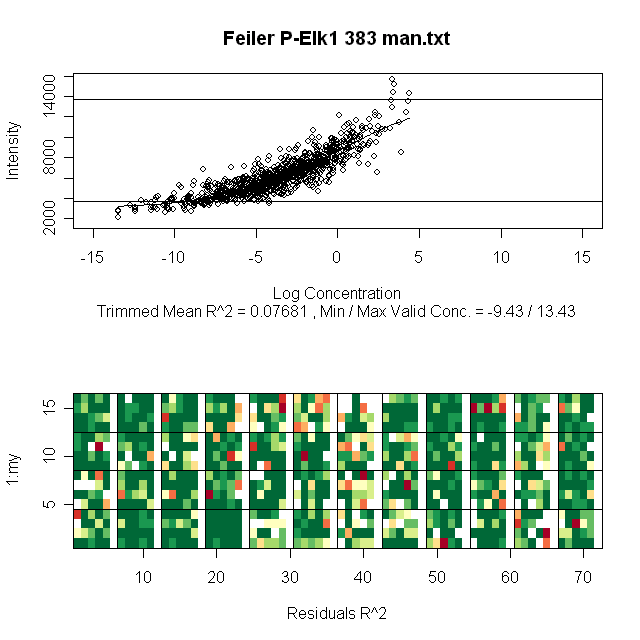 Feiler P-Elk1 383 man.txt
14000
8000
2000
Intensity
-15 -10 -5 0 5 10 15
Log Concentration
Trimmed Mean R^2 = 0.07681 , Min / Max Valid Conc. = -9.43 / 13.43
15
10
5
1:my
10 20 30 40 50 60 70
Residuals R^2